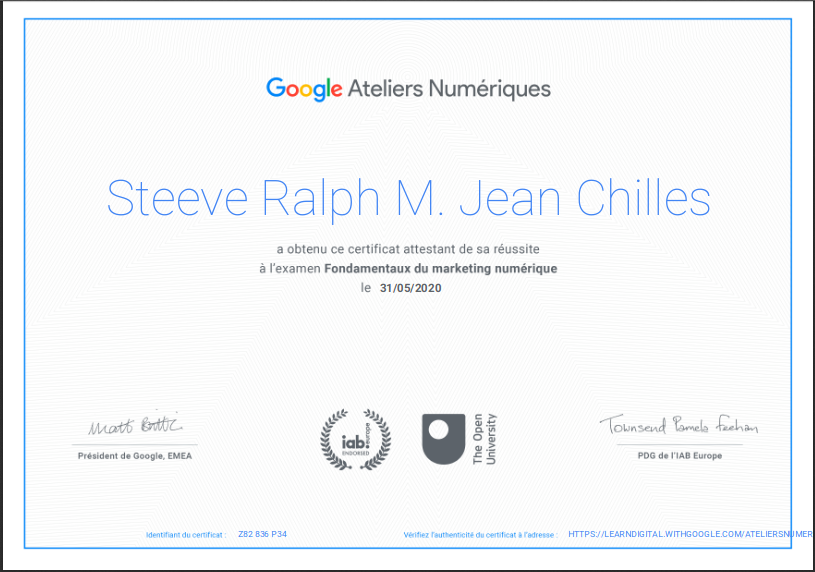 Google Ateliers Numériques
Steeve Ralph M. Jean Chilles
a obtenu ce certificat attestant de sa réussite
à l'examen Fondamentaux du marketing numérique
le 31/05/2020
Matt Brittin
Président de Google, EMEA
iab:europe
ENDORSED
The Open
University
Townsend Pamela Feehan
PDG de l'IAB Europe
Identifiant du certificat : Z82 836 P34
Vérifiez l'authenticité du certificat à l'adresse : HTTPS://LEARNDIGITAL.WITHGOOGLE.COM/ATELIERSNUMER